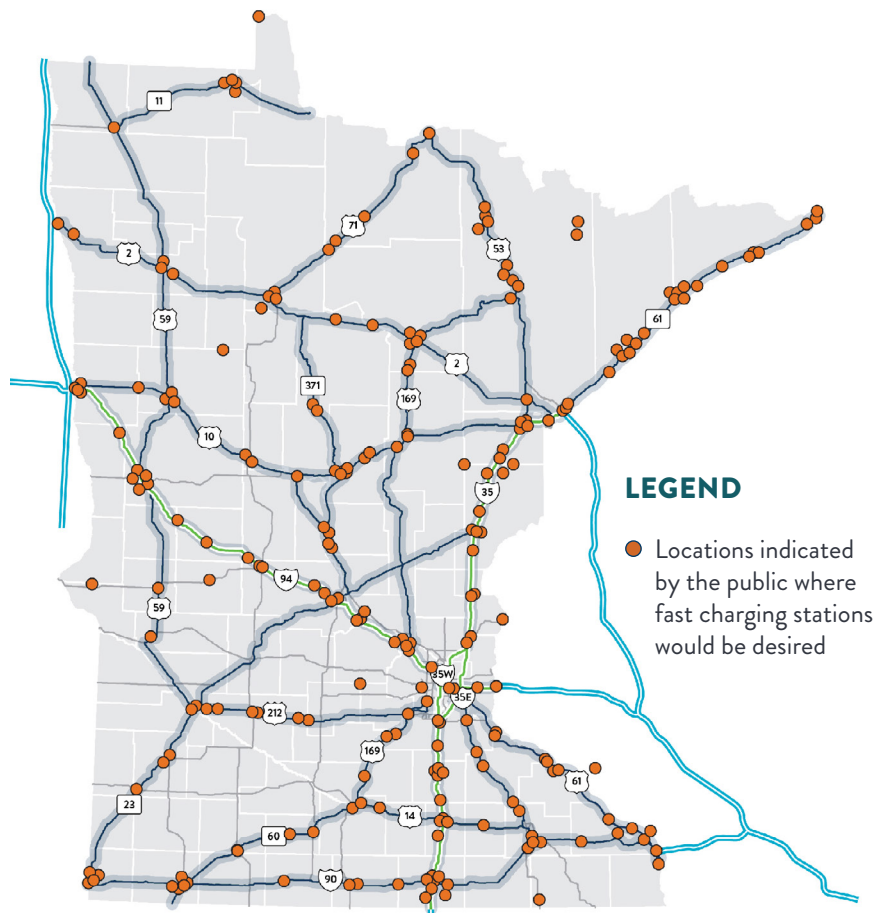 11
71
2
53
59
61
371
2
169
10
LEGEND
35
Locations indicated
by the public where
fast charging stations
would be desired
94
59
35W
35E
212
169
61
23
14
60
90